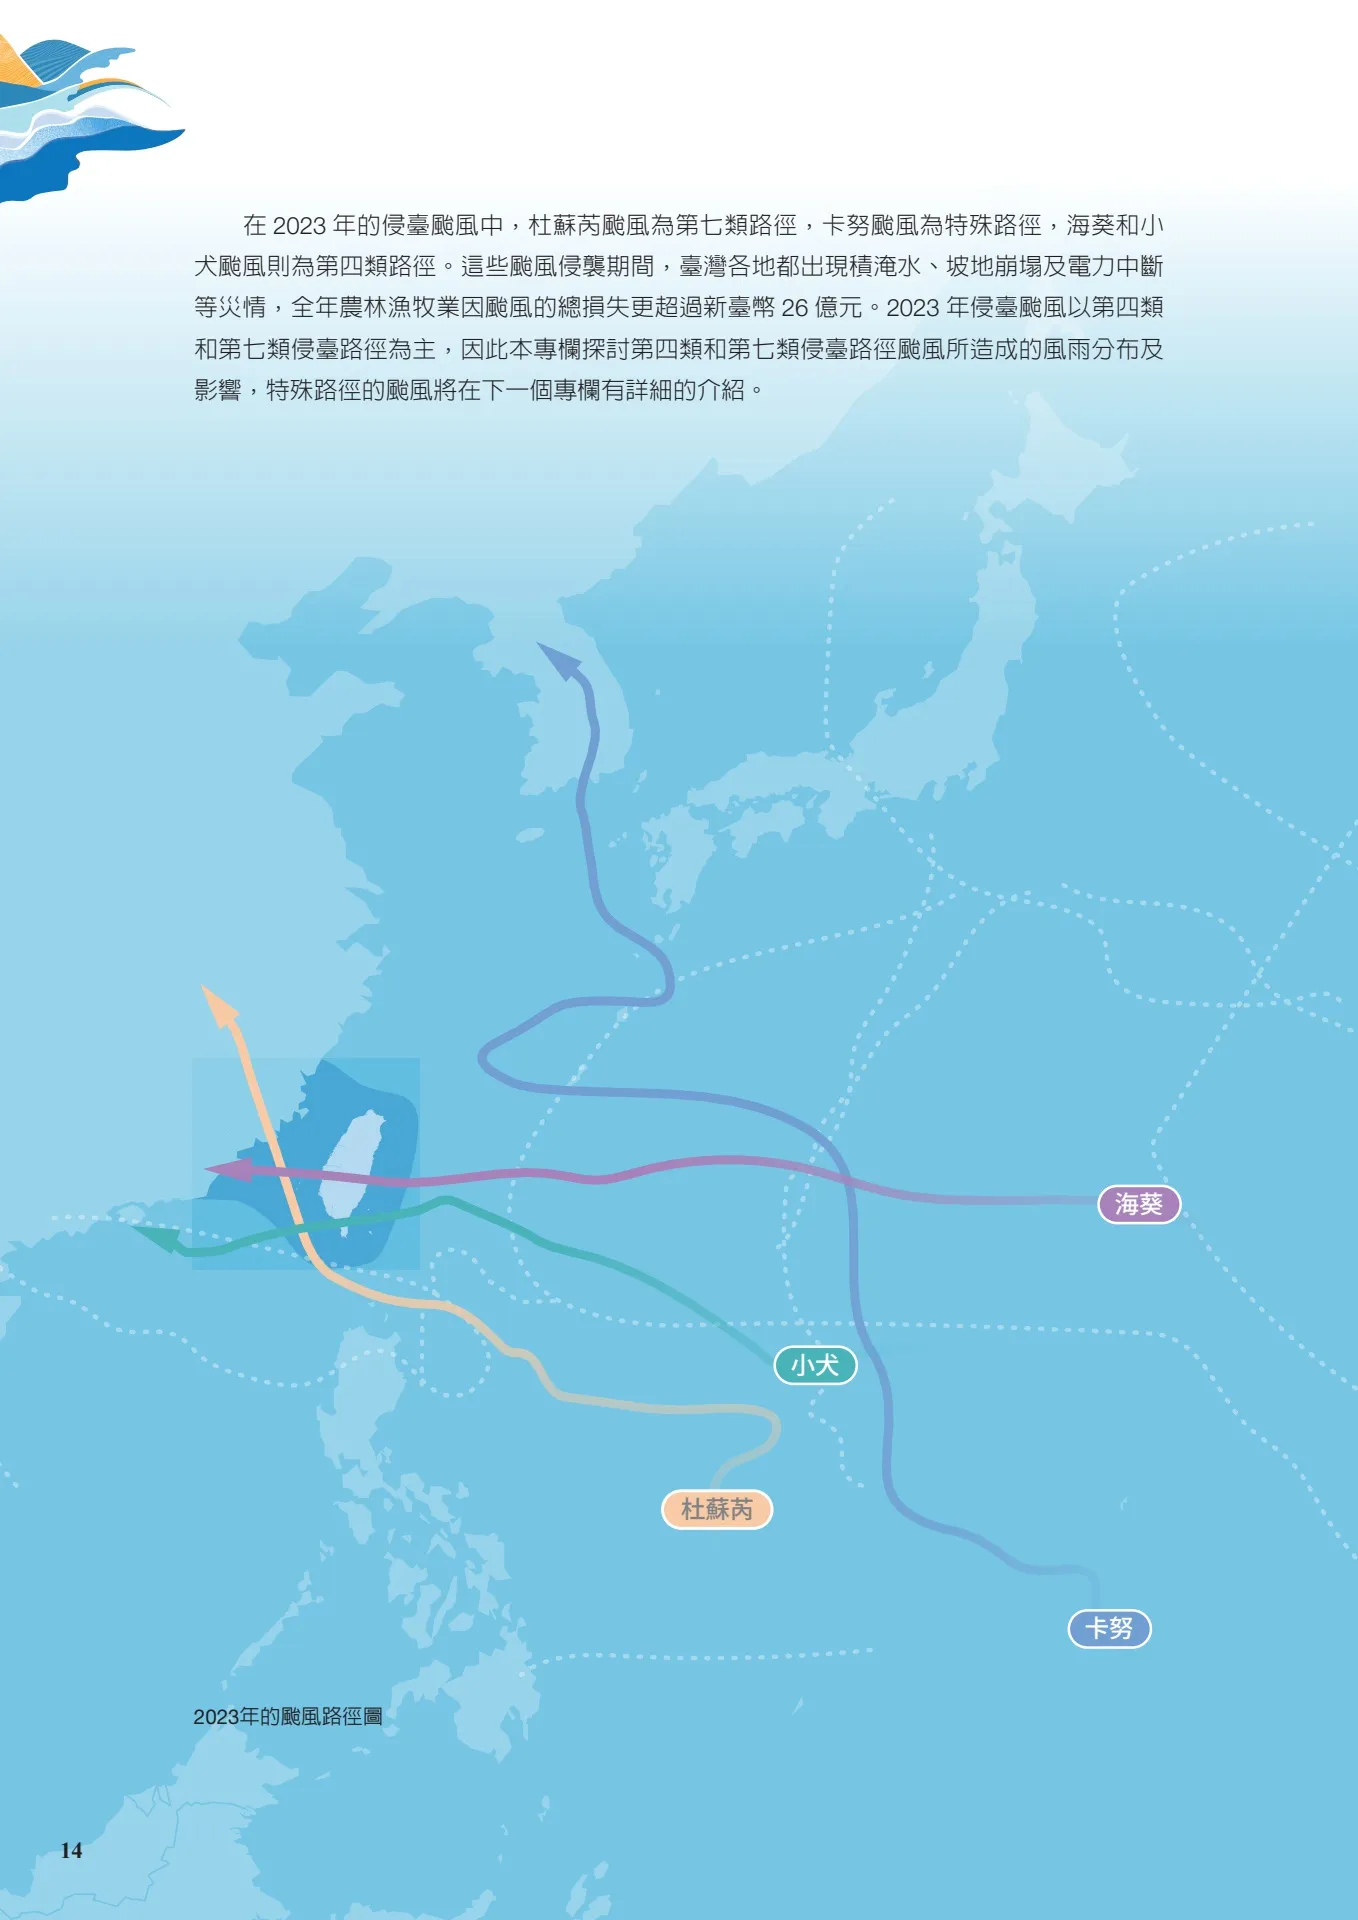 在 2023 年的侵臺颱風中，杜蘇芮颱風為第七類路徑，卡努颱風為特殊路徑，海葵和小
犬颱風則為第四類路徑。這些颱風侵襲期間，臺灣各地都出現積淹水、坡地崩塌及電力中斷
等災情，全年農林漁牧業因颱風的總損失更超過新臺幣 26 億元。2023 年侵臺颱風以第四類
和第七類侵臺路徑為主，因此本專欄探討第四類和第七類侵臺路徑颱風所造成的風雨分布及
影響，特殊路徑的颱風將在下一個專欄有詳細的介紹。
海葵
小犬
杜蘇芮
卡努
2023年的颱風路徑圖
14